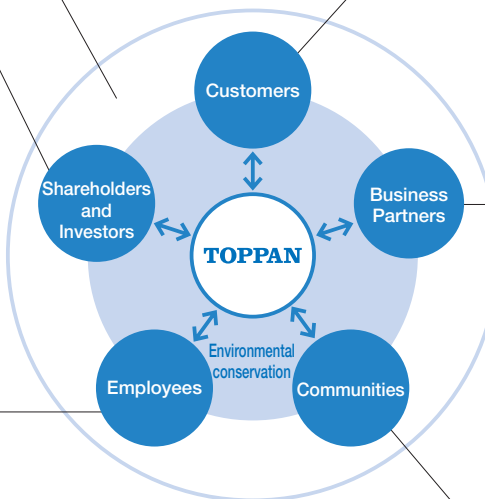 Customers
Shareholders
and
Investors
Business
Partners
TOPPAN
Environmental
conservation
Employees
Communities